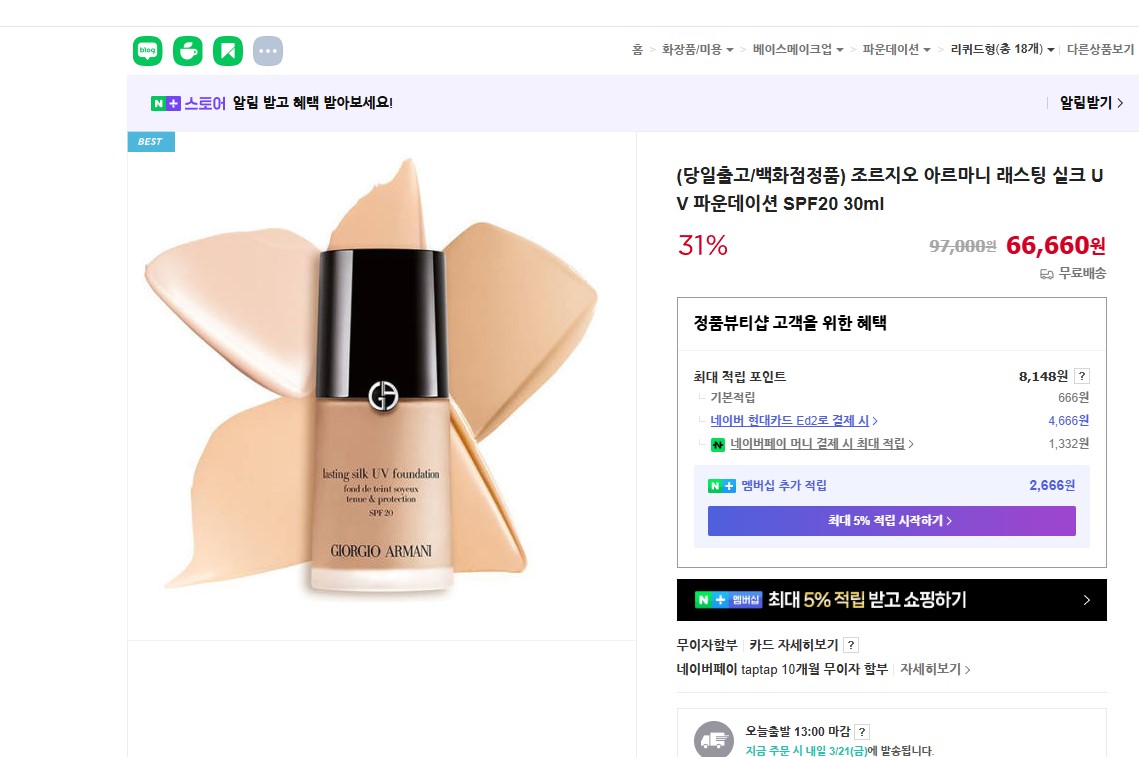 blog
홈 > 화장품/미용 > 베이스메이크업 > 파운데이션 > 리퀴드형(총 18개) 다른상품보기
N+ 스토어 알림 받고 혜택 받아보세요!
알림받기 >
BEST
lasting silk UV foundation
fond de teint soyeux
tenue & protection
SPF 20
GIORGIO ARMANI
(당일출고/백화점정품) 조르지오 아르마니 래스팅 실크 U
V 파운데이션 SPF20 30ml
31% 97,000원 66,660원
무료배송
정품뷰티샵 고객을 위한 혜택
최대 적립 포인트 8,148원 ?
기본적립 666원
네이버 현대카드 Ed2로 결제 시 > 4,666원
네이버페이 머니 결제 시 최대 적립 > 1,332원
N+ 멤버십 추가 적립 2,666원
최대 5% 적립 시작하기 >
N+ 멤버십 최대 5% 적립 받고 쇼핑하기 >
무이자할부 카드 자세히보기 ?
네이버페이 taptap 10개월 무이자 할부 자세히보기 >
오늘출발 13:00 마감 ?
지금 주문 시 내일 3/21(금)에 발송됩니다.